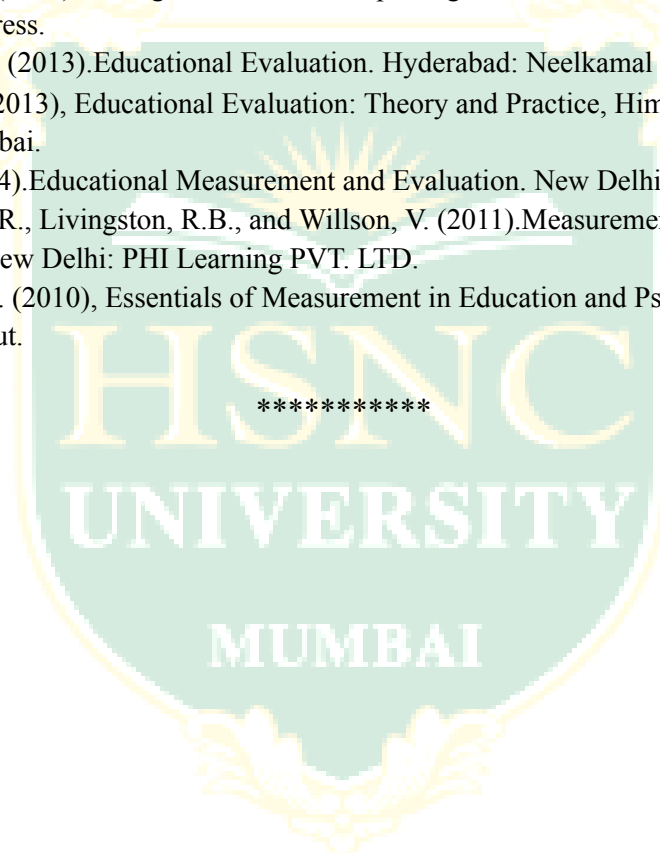 ress.
(2013).Educational Evaluation. Hyderabad: Neelkamal
2013), Educational Evaluation: Theory and Practice, Him
bai.
4).Educational Measurement and Evaluation. New Delhi
R., Livingston, R.B., and Willson, V. (2011).Measuremen
ew Delhi: PHI Learning PVT. LTD.
. (2010), Essentials of Measurement in Education and Ps
ut.
***********
HSNC
UNIVERSITY
MUMBAI